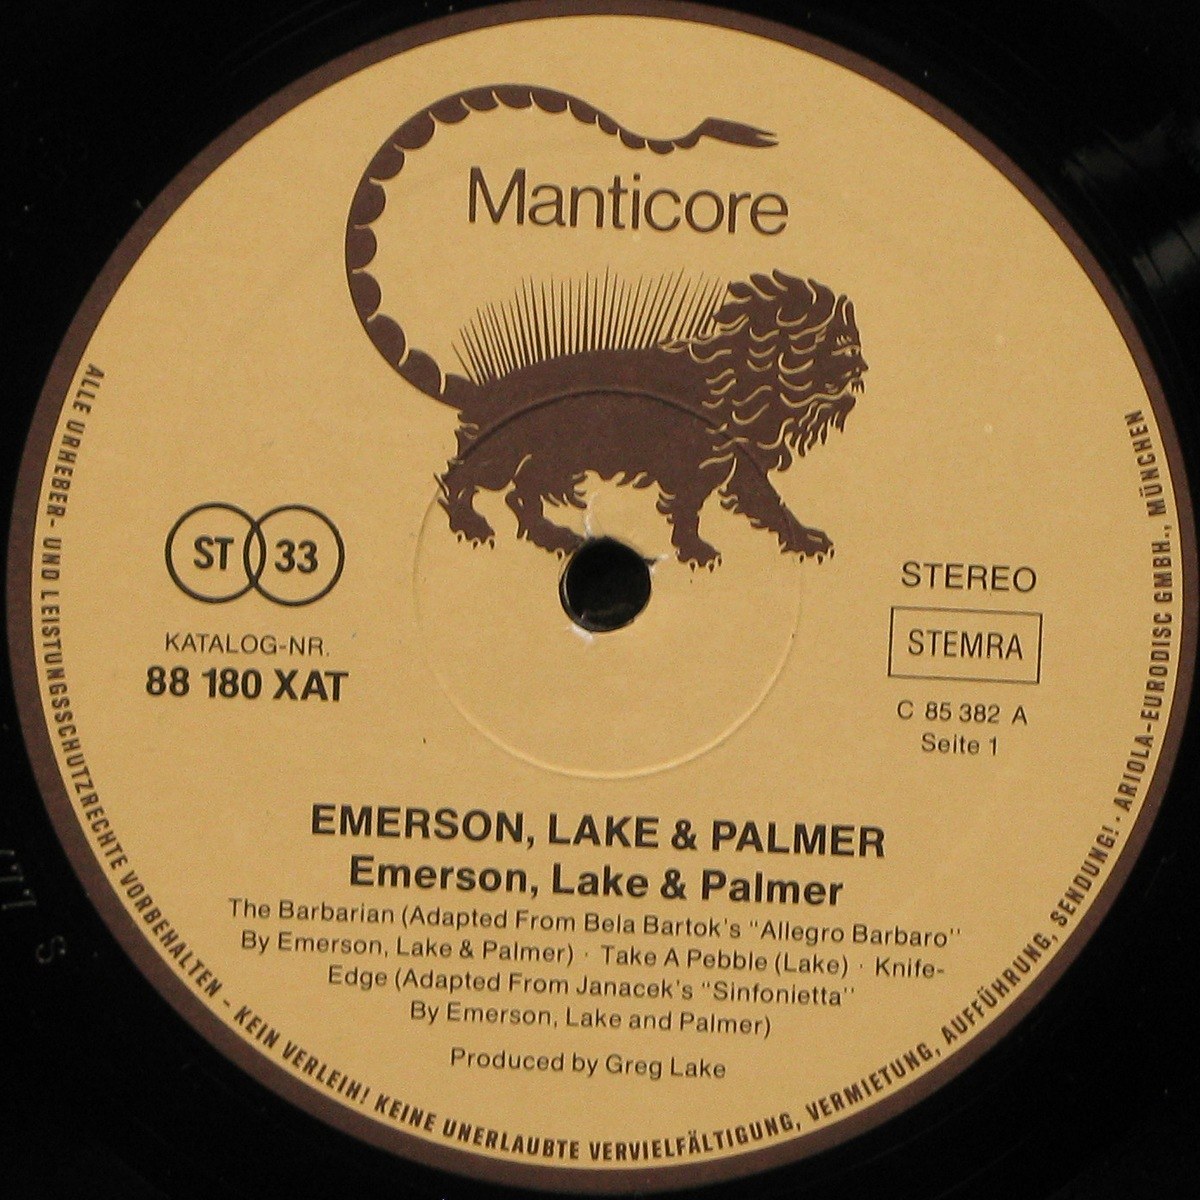 Manticore
ST 33
KATALOG-NR.
88 180 XAT
STEREO
STEMRA
C 85 382 A
Seite 1
EMERSON, LAKE & PALMER
Emerson, Lake & Palmer
The Barbarian (Adapted From Bela Bartok's "Allegro Barbaro"
By Emerson, Lake & Palmer) · Take A Pebble (Lake) · Knife-
Edge (Adapted From Janacek's "Sinfonietta"
By Emerson, Lake and Palmer)
Produced by Greg Lake
ALLE URHEBER- UND LEISTUNGSSCHUTZRECHTE VORBEHALTEN – KEIN VERLEIH! KEINE UNERLAUBTE VERVIELFÄLTIGUNG, VERMIETUNG, AUFFÜHRUNG, SENDUNG! · ARIOLA-EURODISC GMBH., MÜNCHEN